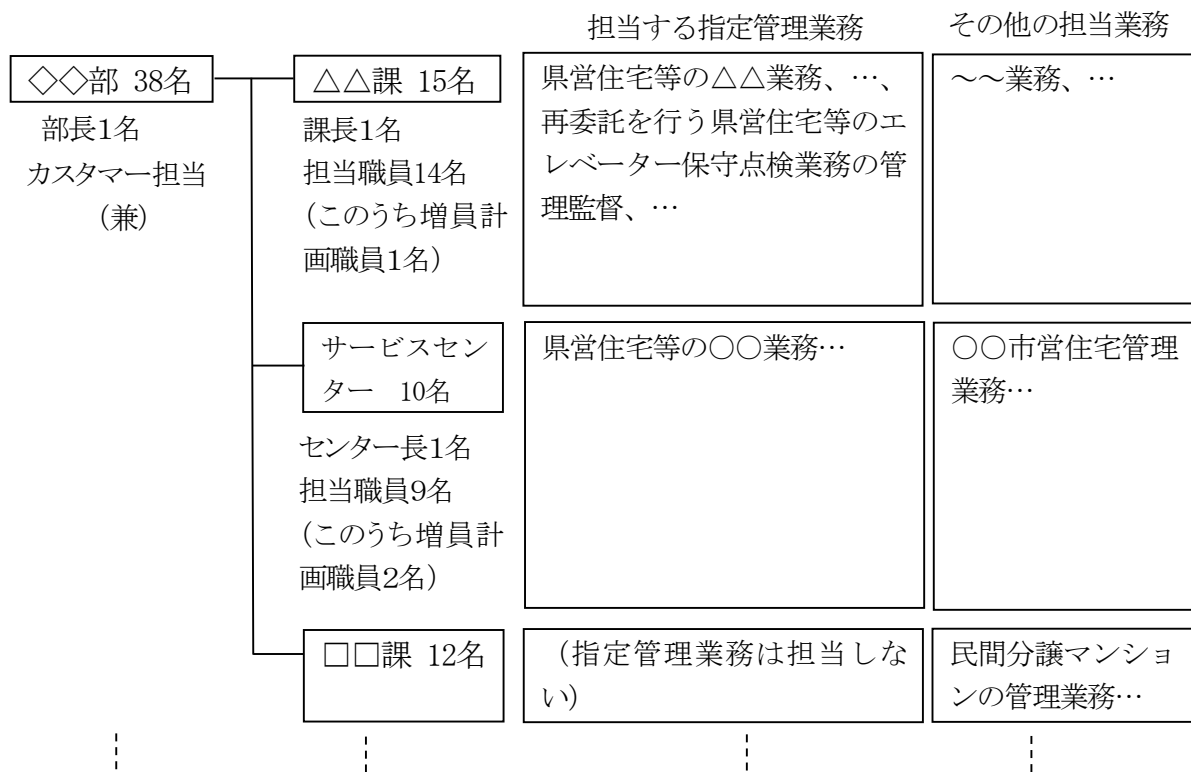 担当する指定管理業務
その他の担当業務
◇◇部 38名
部長1名
カスタマー担当
(兼)
△△課 15名
課長1名
担当職員14名
(このうち増員計
画職員1名)
県営住宅等の△△業務、…、
再委託を行う県営住宅等のエ
レベーター保守点検業務の管
理監督、…
～～業務、…
サービスセン
ター 10名
センター長1名
担当職員9名
(このうち増員計
画職員2名)
県営住宅等の○○業務…
○○市営住宅管理
業務…
□□課 12名
(指定管理業務は担当しな
い)
民間分譲マンショ
ンの管理業務…